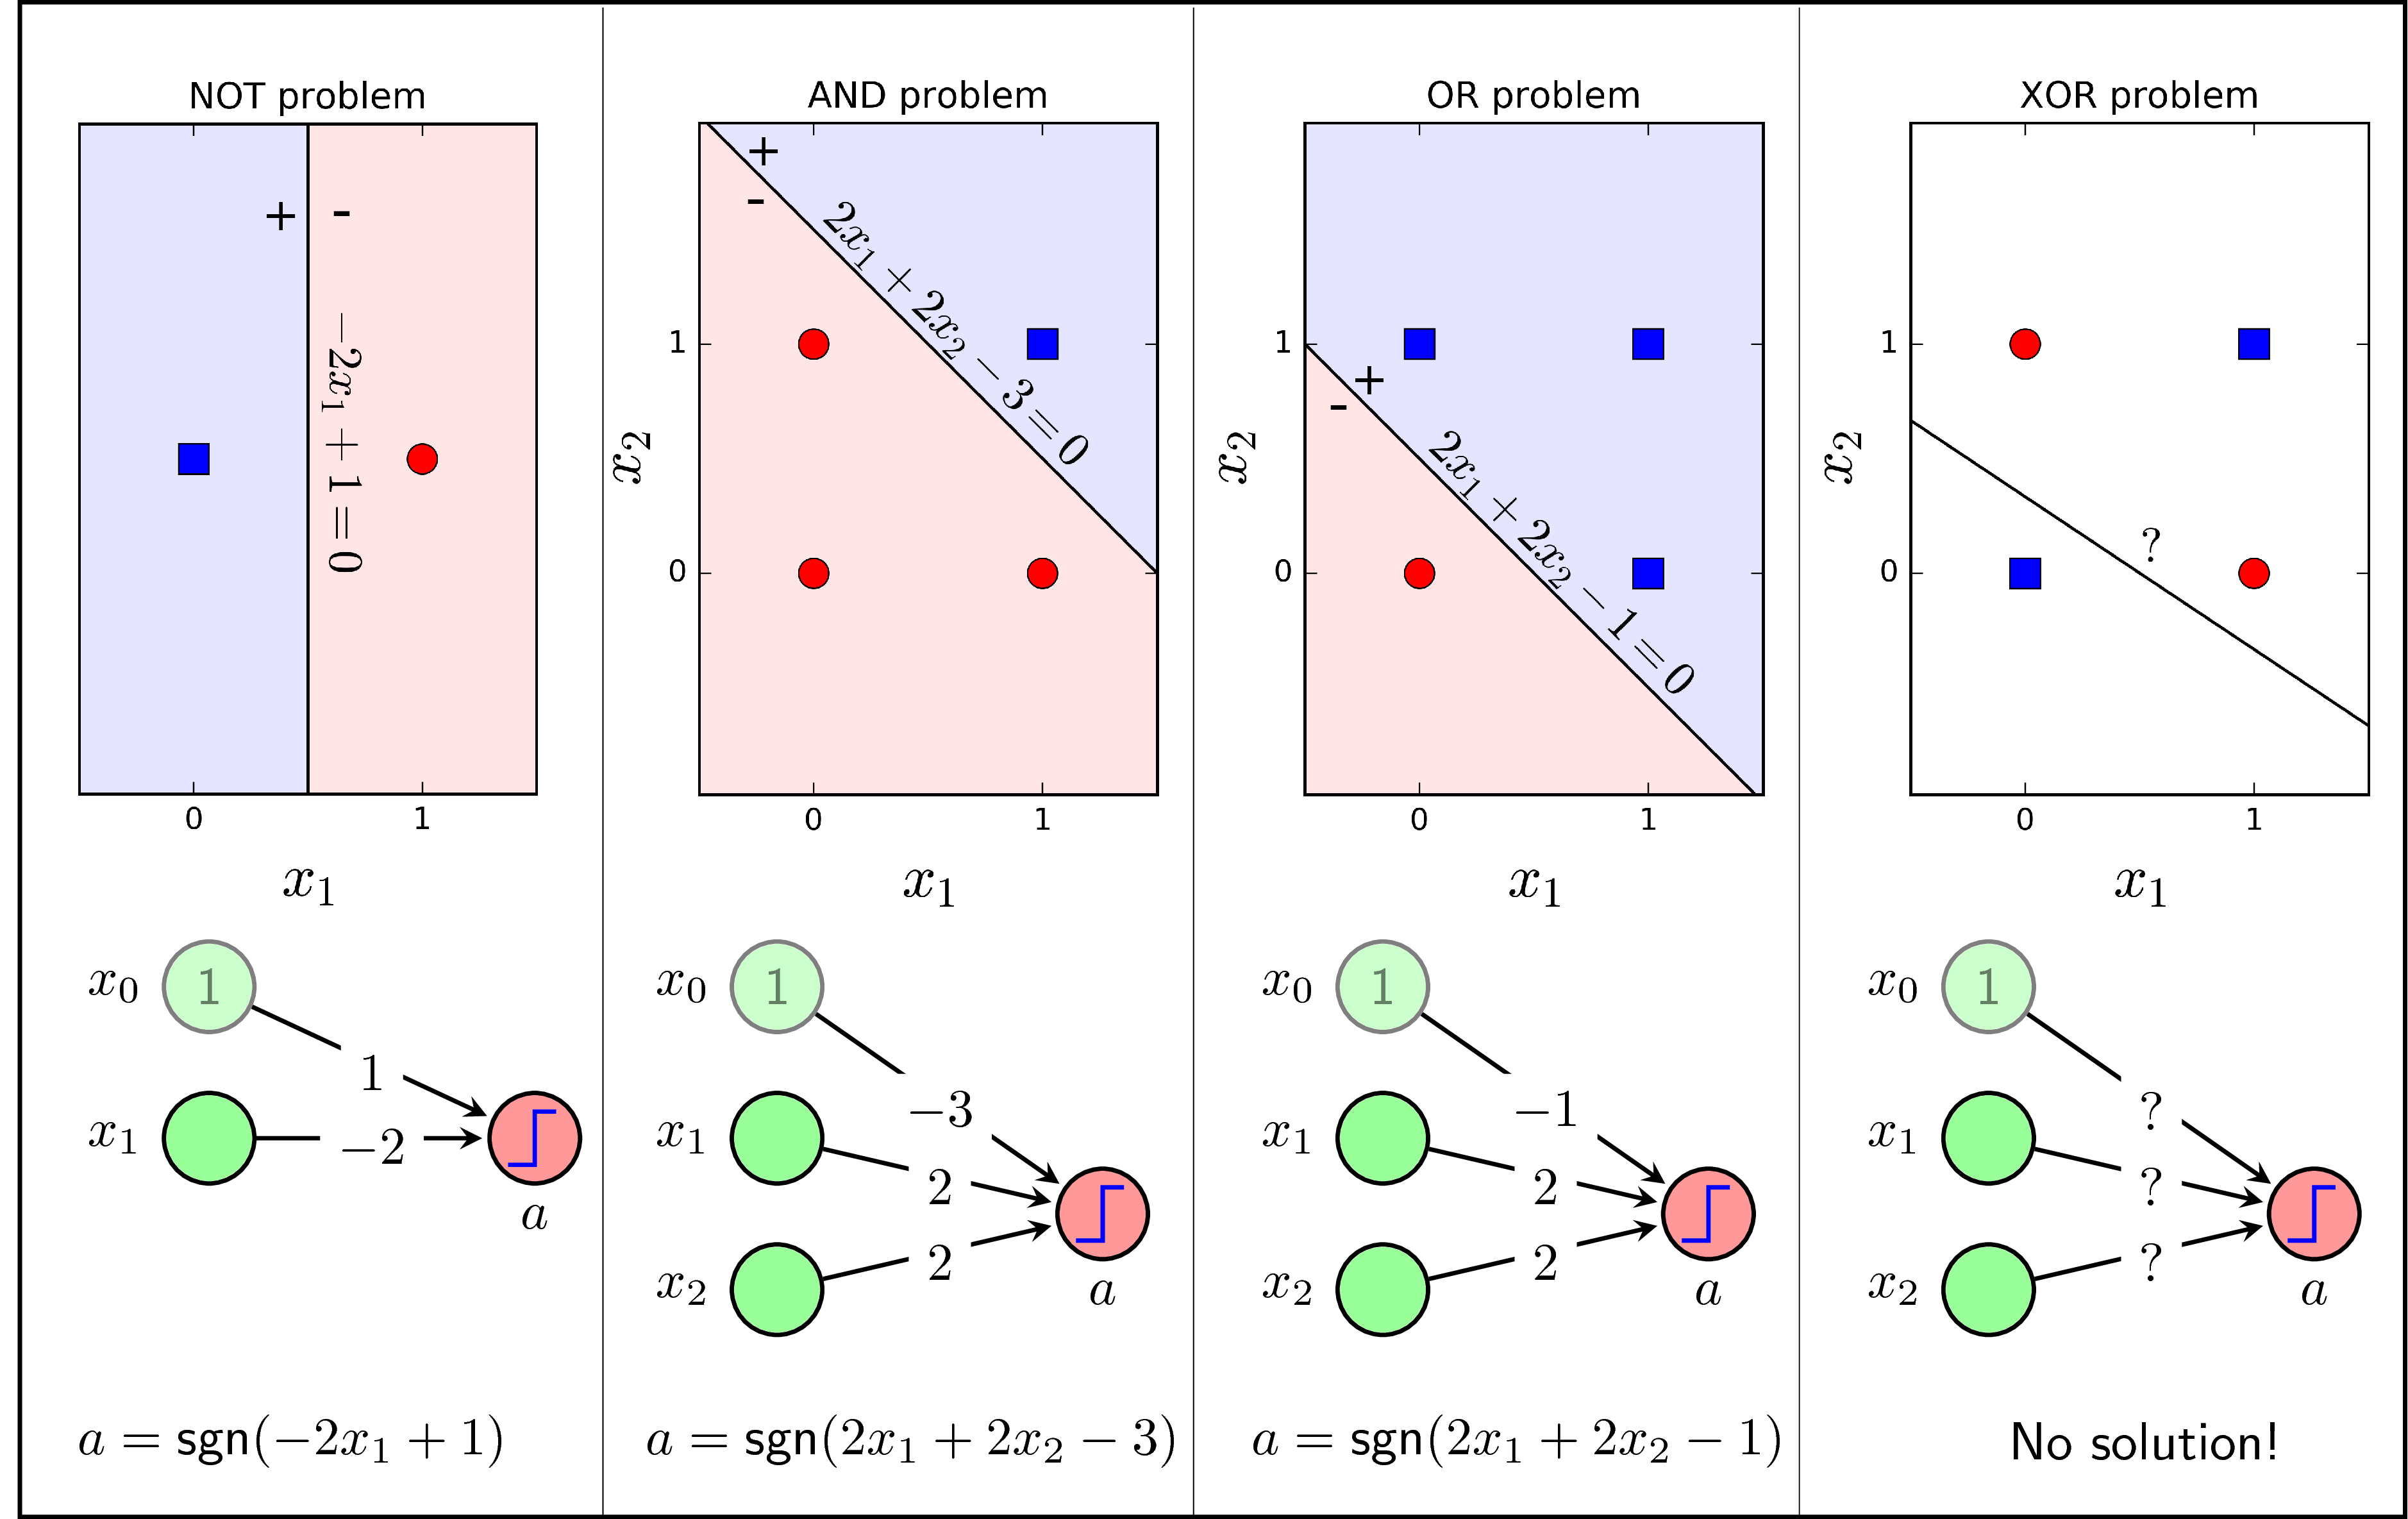 NOT problem
+ -
−2x₁ + 1 = 0
0 1
x₁
x₀ 1
1
x₁ −2
a
a = sgn(−2x₁ + 1)
AND problem
+
-
2x₁ + 2x₂ − 3 = 0
1
x₂
0
0 1
x₁
x₀ 1
−3
x₁ 2
x₂ 2
a
a = sgn(2x₁ + 2x₂ − 3)
OR problem
1
+
-
2x₁ + 2x₂ − 1 = 0
x₂
0
0 1
x₁
x₀ 1
−1
x₁ 2
x₂ 2
a
a = sgn(2x₁ + 2x₂ − 1)
XOR problem
1
x₂
?
0
0 1
x₁
x₀ 1
?
x₁ ?
x₂ ?
a
No solution!